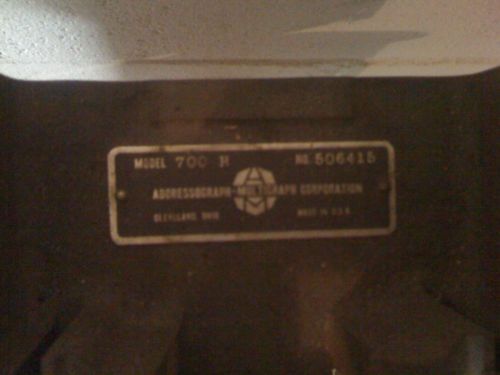 MODEL 700 H NO. 506415
ADDRESSOGRAPH-MULTIGRAPH CORPORATION
CLEVELAND, OHIO MADE IN U.S.A.